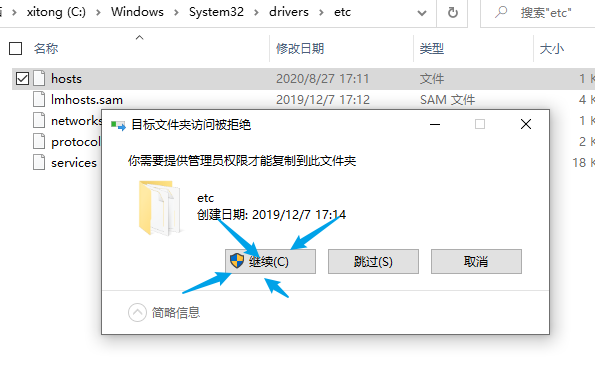 xitong (C:) › Windows › System32 › drivers › etc
搜索"etc"
名称 修改日期 类型 大小
hosts 2020/8/27 17:11 文件 1 K
lmhosts.sam 2019/12/7 17:12 SAM 文件 4 K
networks 1 K
protocol 2 K
services 18 K
目标文件夹访问被拒绝
你需要提供管理员权限才能复制到此文件夹
etc
创建日期: 2019/12/7 17:14
继续(C) 跳过(S) 取消
简略信息